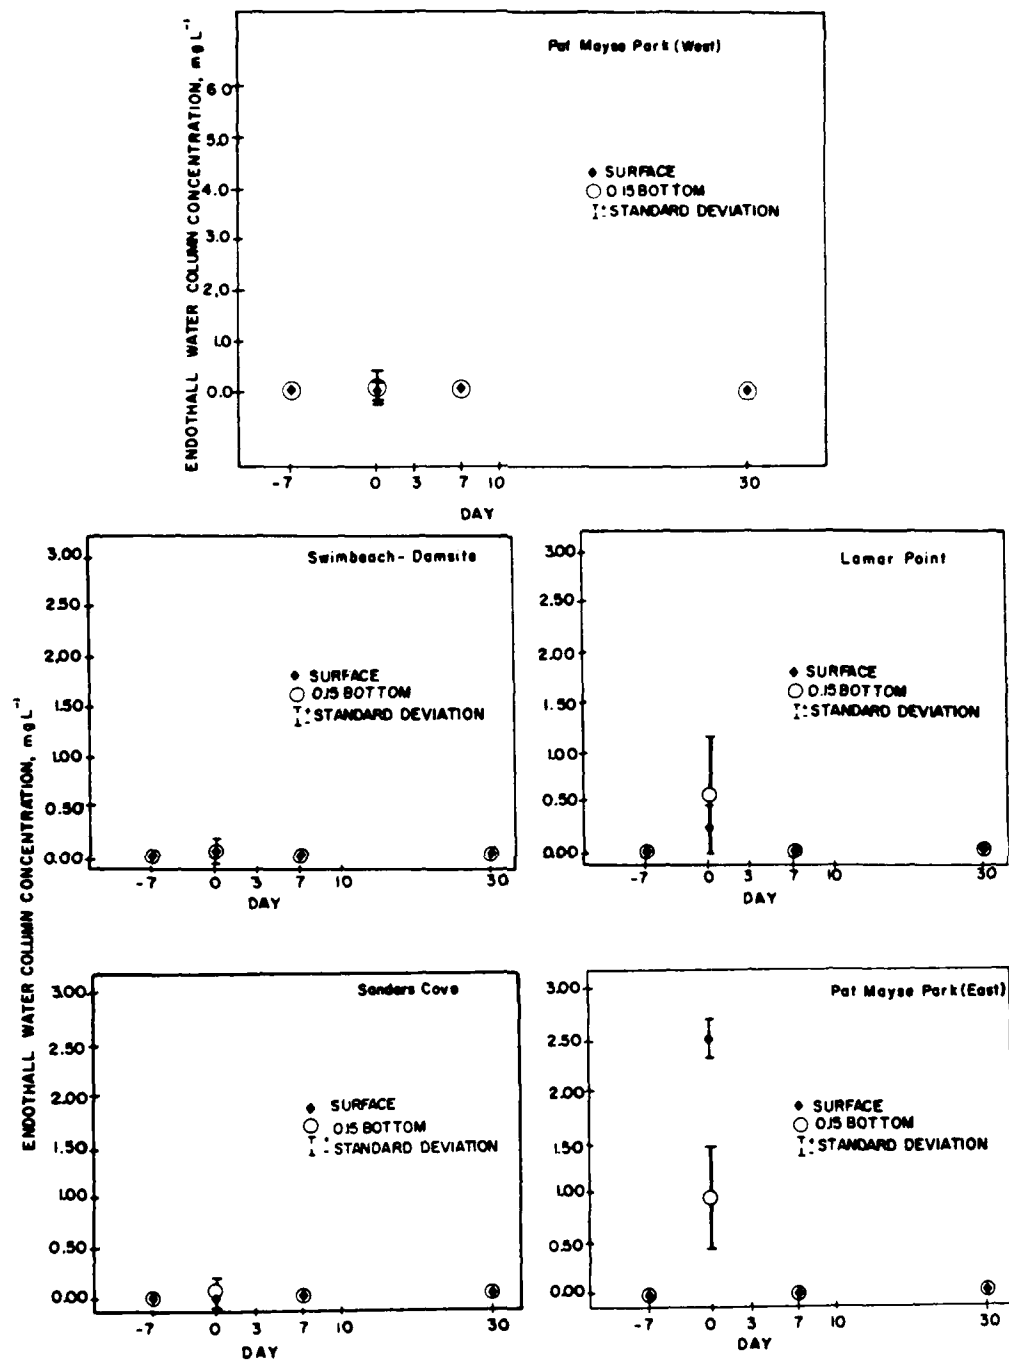 Pat Mayse Park (West)
ENDOTHALL WATER COLUMN CONCENTRATION, mg L⁻¹
6.0
5.0
4.0
3.0
2.0
1.0
0.0
SURFACE
0.15 BOTTOM
± STANDARD DEVIATION
-7 0 3 7 10 30
DAY
ENDOTHALL WATER COLUMN CONCENTRATION, mg L⁻¹
Swimbeach - Damsite
3.00
2.50
2.00
1.50
1.00
0.50
0.00
SURFACE
0.15 BOTTOM
± STANDARD DEVIATION
-7 0 3 7 10 30
DAY
Lamar Point
3.00
2.50
2.00
1.50
1.00
0.50
0.00
SURFACE
0.15 BOTTOM
± STANDARD DEVIATION
-7 0 3 7 10 30
DAY
Sanders Cove
3.00
2.50
2.00
1.50
1.00
0.50
0.00
SURFACE
0.15 BOTTOM
± STANDARD DEVIATION
-7 0 3 7 10 30
DAY
Pat Mayse Park (East)
3.00
2.50
2.00
1.50
1.00
0.50
0.00
SURFACE
0.15 BOTTOM
± STANDARD DEVIATION
-7 0 3 7 10 30
DAY